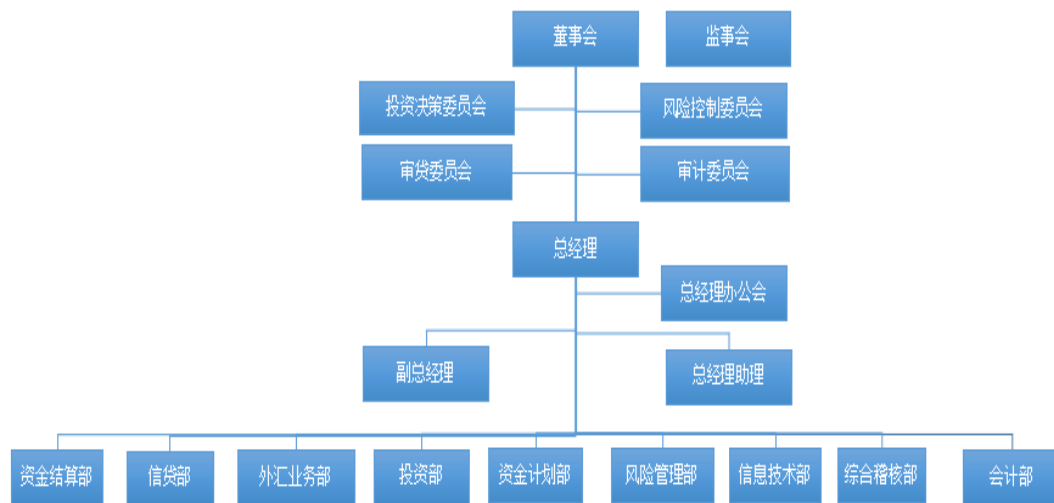 董事会
监事会
投资决策委员会
风险控制委员会
审贷委员会
审计委员会
总经理
总经理办公会
副总经理
总经理助理
资金结算部
信贷部
外汇业务部
投资部
资金计划部
风险管理部
信息技术部
综合稽核部
会计部